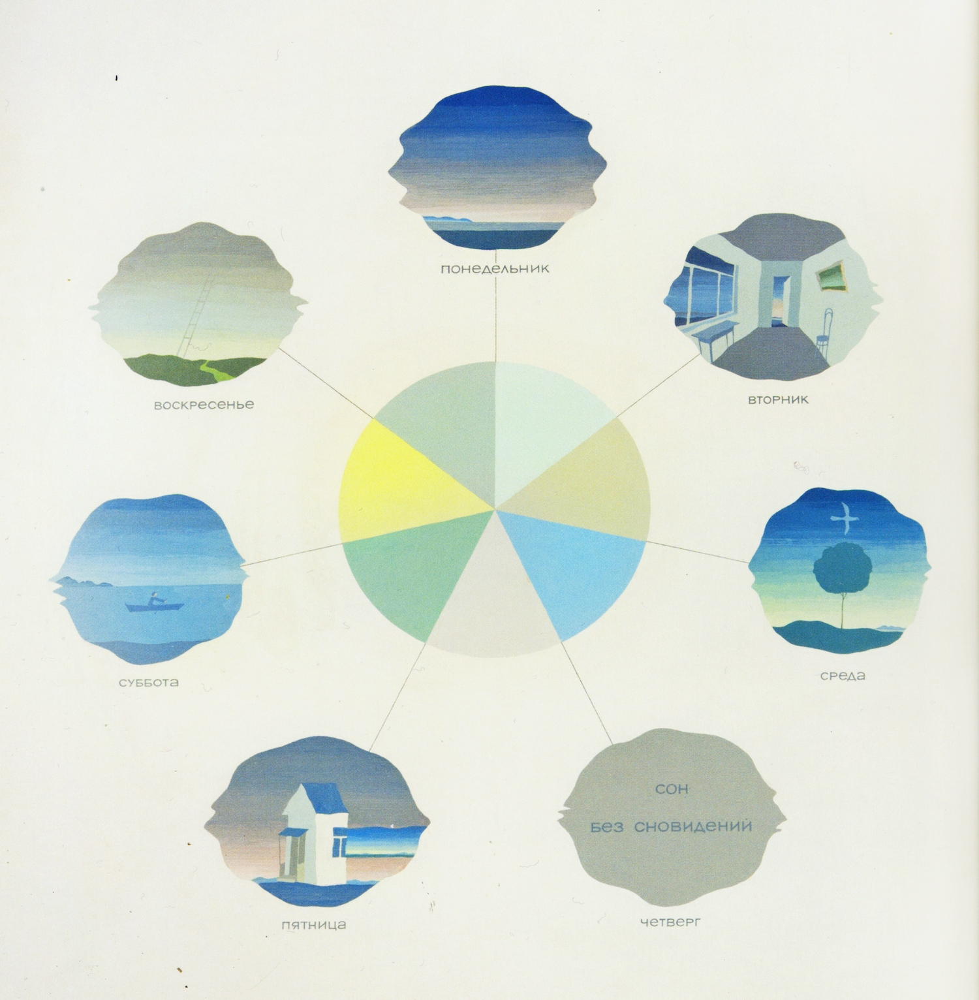 понедельник
вторник
среда
сон
без сновидений
четверг
пятница
суббота
воскресенье